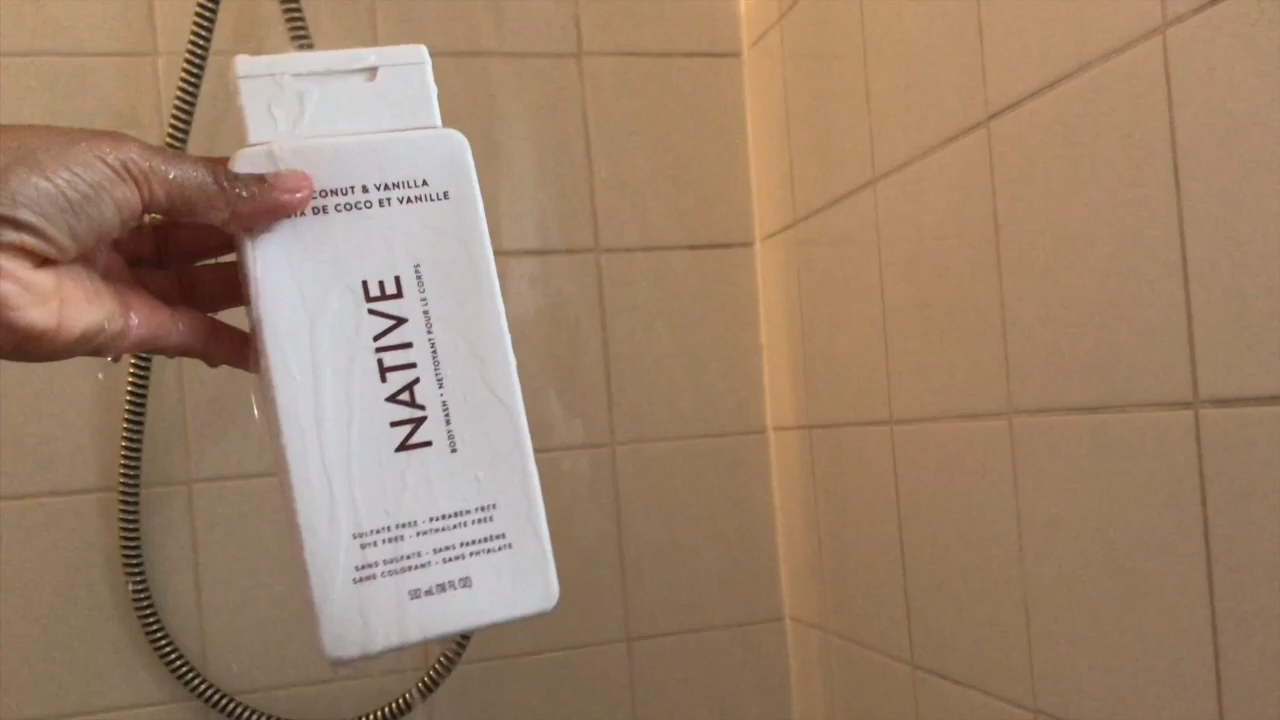 CONUT & VANILLA
DE COCO ET VANILLE
NATIVE
BODY WASH • NETTOYANT POUR LE CORPS
SULFATE FREE - PARABEN FREE
DYE FREE - PHTHALATE FREE
SANS SULFATE - SANS PARABÈNE
SANS COLORANT - SANS PHTALATE
532 mL (18 FL OZ)